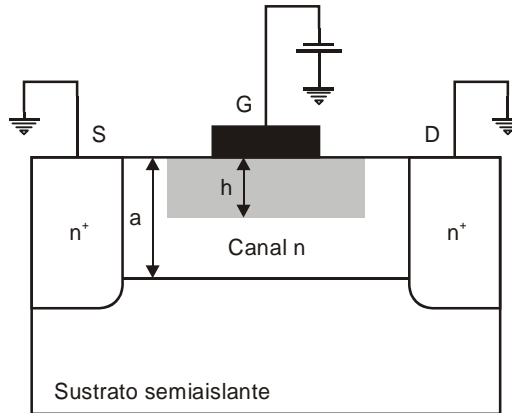 G
S
D
h
a
n+
n+
Canal n
Sustrato semiaislante